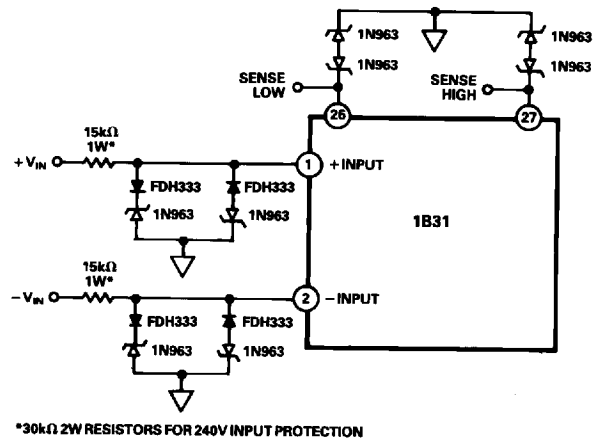 1N963
1N963
1N963
1N963
SENSE
LOW
SENSE
HIGH
26
27
15kΩ
1W*
+VIN
1
+INPUT
FDH333
FDH333
1N963
1N963
1B31
15kΩ
1W*
−VIN
2
−INPUT
FDH333
FDH333
1N963
1N963
*30kΩ 2W RESISTORS FOR 240V INPUT PROTECTION